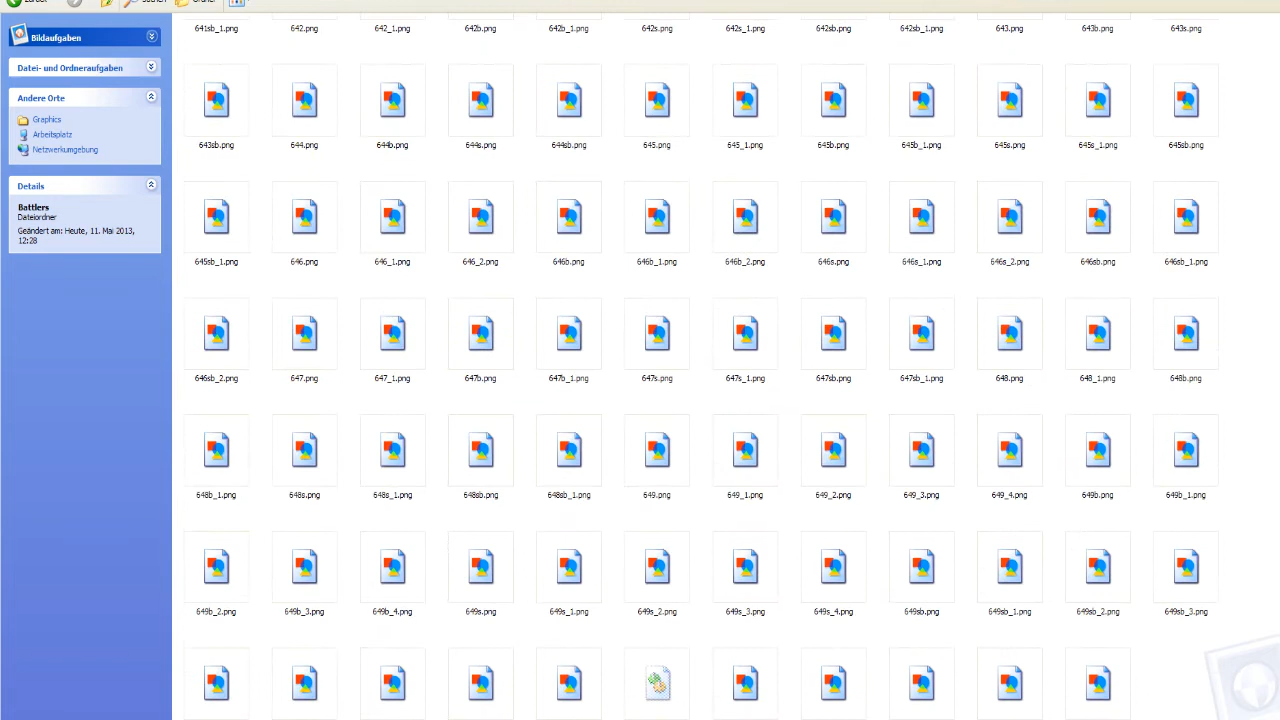 Zurück Suchen Ordner
Bildaufgaben
Datei- und Ordneraufgaben
Andere Orte
Graphics
Arbeitsplatz
Netzwerkumgebung
Details
Battlers
Dateiordner
Geändert am: Heute, 11. Mai 2013,
12:28
641sb_1.png 642.png 642_1.png 642b.png 642b_1.png 642s.png 642s_1.png 642sb.png 642sb_1.png 643.png 643b.png 643s.png
643sb.png 644.png 644b.png 644s.png 644sb.png 645.png 645_1.png 645b.png 645b_1.png 645s.png 645s_1.png 645sb.png
645sb_1.png 646.png 646_1.png 646_2.png 646b.png 646b_1.png 646b_2.png 646s.png 646s_1.png 646s_2.png 646sb.png 646sb_1.png
646sb_2.png 647.png 647_1.png 647b.png 647b_1.png 647s.png 647s_1.png 647sb.png 647sb_1.png 648.png 648_1.png 648b.png
648b_1.png 648s.png 648s_1.png 648sb.png 648sb_1.png 649.png 649_1.png 649_2.png 649_3.png 649_4.png 649b.png 649b_1.png
649b_2.png 649b_3.png 649b_4.png 649s.png 649s_1.png 649s_2.png 649s_3.png 649s_4.png 649sb.png 649sb_1.png 649sb_2.png 649sb_3.png